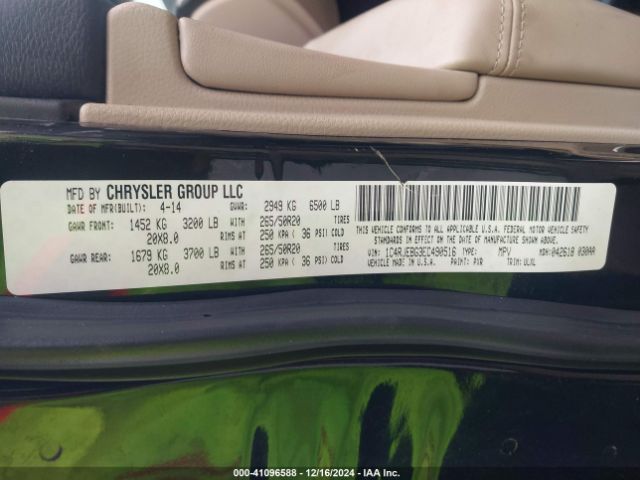 MFD BY CHRYSLER GROUP LLC
DATE OF MFR(BUILT): 4-14 GVWR: 2949 KG 6500 LB
GAWR FRONT: 1452 KG 3200 LB WITH 265/50R20 TIRES
20X8.0 RIMS AT 250 KPA ( 36 PSI) COLD
GAWR REAR: 1679 KG 3700 LB WITH 265/50R20 TIRES
20X8.0 RIMS AT 250 KPA ( 36 PSI) COLD
THIS VEHICLE CONFORMS TO ALL APPLICABLE U.S.A. FEDERAL MOTOR VEHICLE SAFETY
STANDARDS IN EFFECT ON THE DATE OF MANUFACTURE SHOWN ABOVE.
VIN: 1C4RJEBG3EC490516 TYPE: MPV MDH:042618 030AA
VEHICLE MADE IN U.S.A. PAINT: PXR TRIM: ULXL
000-41096588 - 12/16/2024 - IAA Inc.